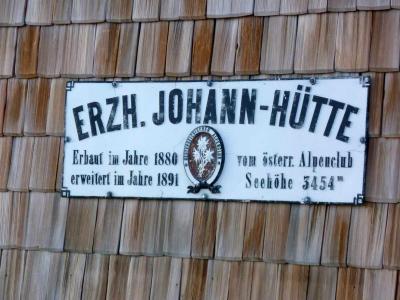 ERZH. JOHANN-HÜTTE
Erbaut im Jahre 1880
erweitert im Jahre 1891
vom österr. Alpenclub
Seehöhe 3454m